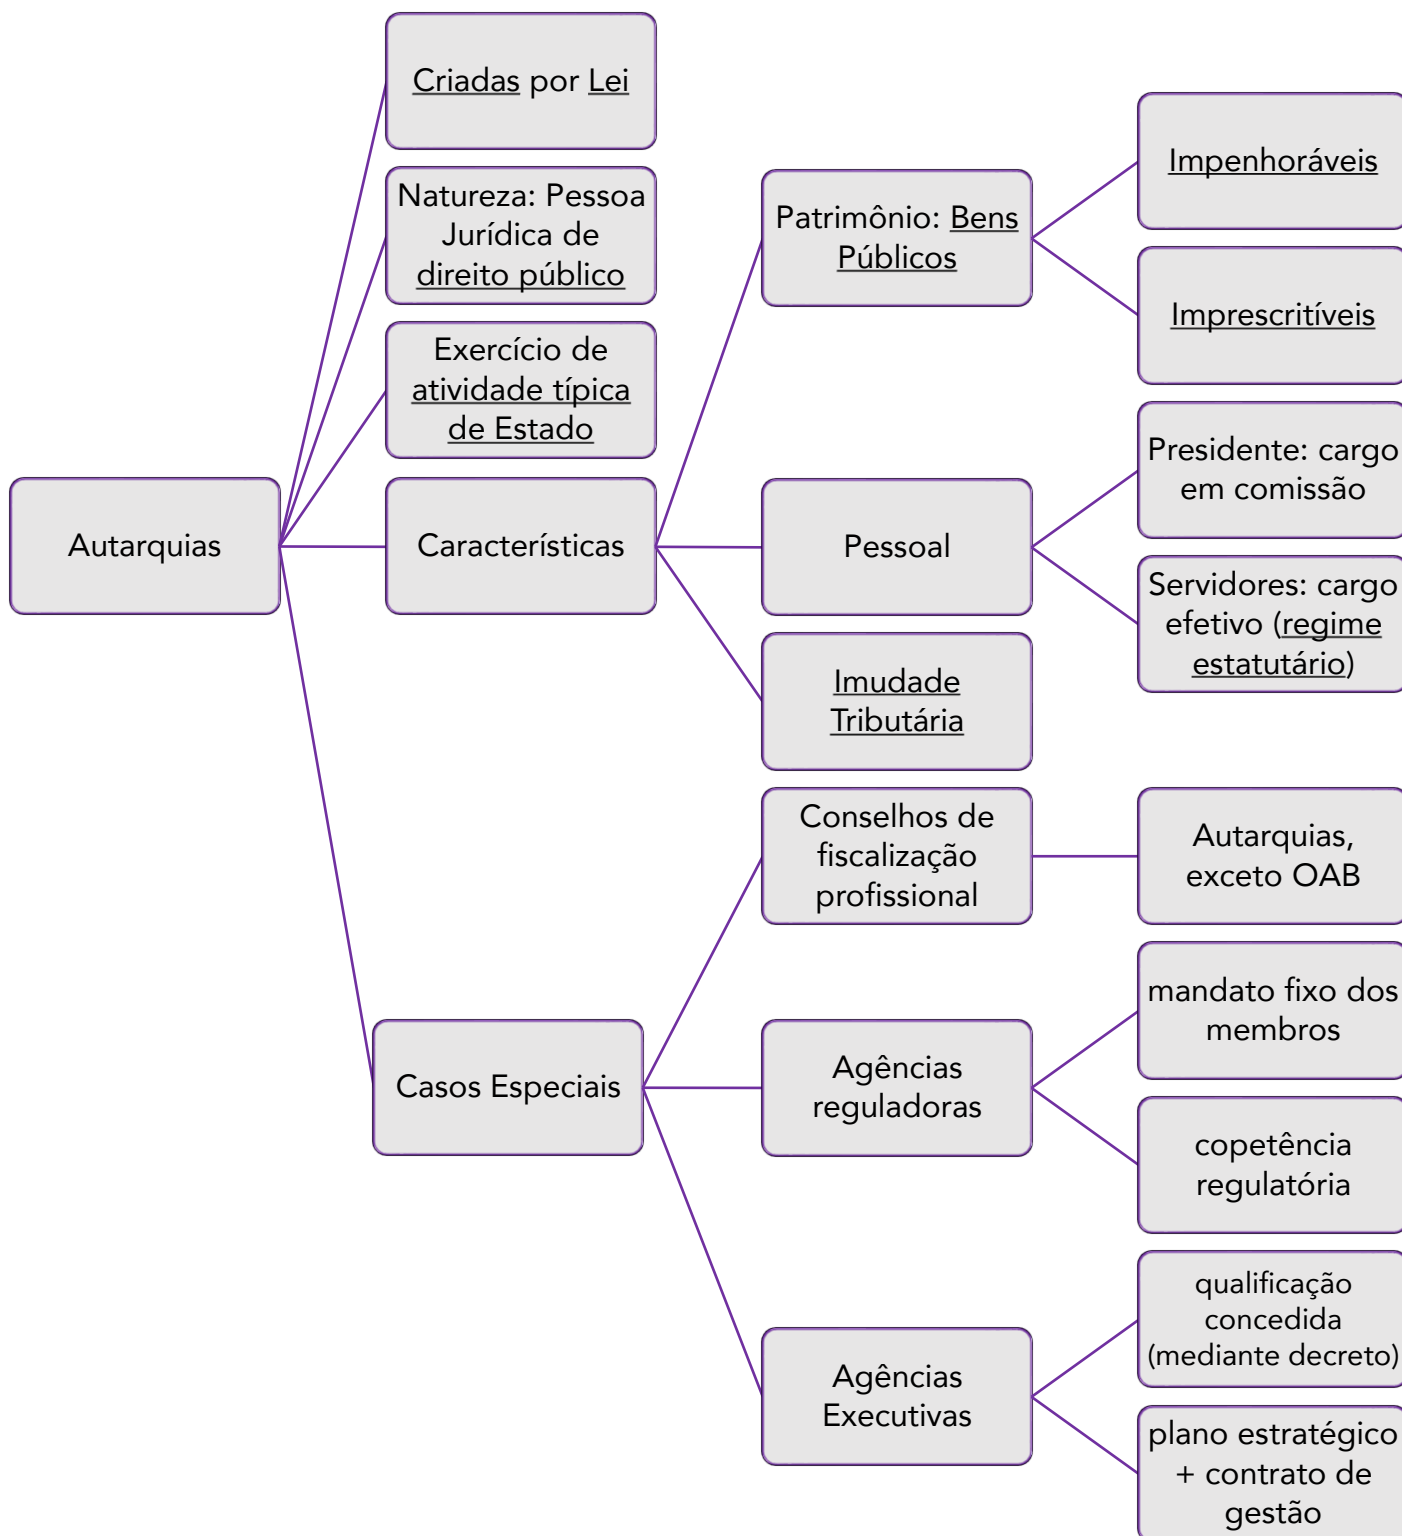 Autarquias
Criadas por Lei
Natureza: Pessoa
Jurídica de
direito público
Exercício de
atividade típica
de Estado
Características
Patrimônio: Bens
Públicos
Impenhoráveis
Imprescritíveis
Pessoal
Presidente: cargo
em comissão
Servidores: cargo
efetivo (regime
estatutário)
Imudade
Tributária
Casos Especiais
Conselhos de
fiscalização
profissional
Autarquias,
exceto OAB
Agências
reguladoras
mandato fixo dos
membros
copetência
regulatória
Agências
Executivas
qualificação
concedida
(mediante decreto)
plano estratégico
+ contrato de
gestão